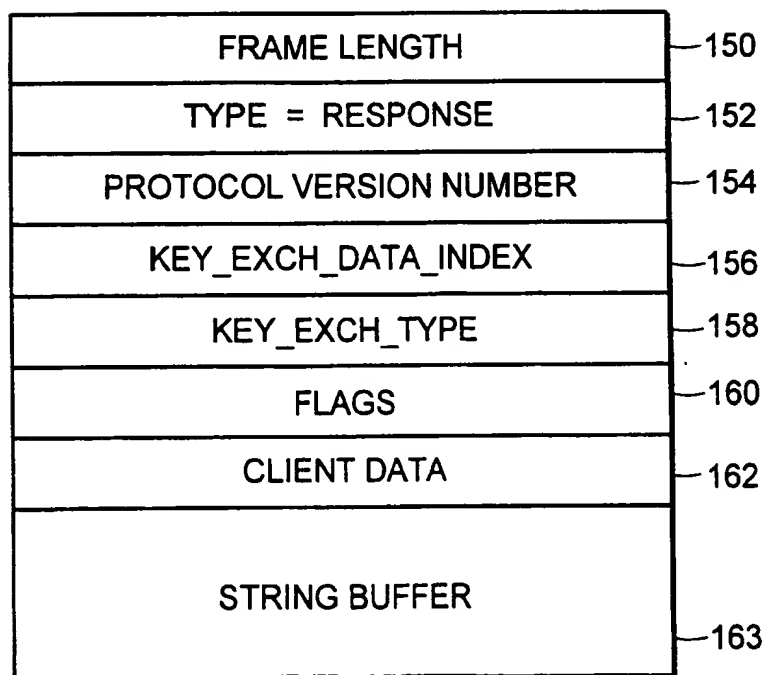 FRAME LENGTH 150
TYPE = RESPONSE 152
PROTOCOL VERSION NUMBER 154
KEY_EXCH_DATA_INDEX 156
KEY_EXCH_TYPE 158
FLAGS 160
CLIENT DATA 162
STRING BUFFER
163